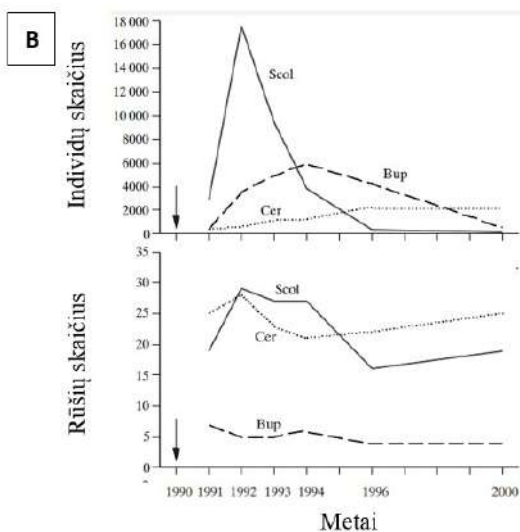 B
Individų skaičius
18 000
16 000
14 000
12 000
10 000
8000
6000
4000
2000
0
Scol
Bup
Cer
Rūšių skaičius
35
30
25
20
15
10
5
0
Scol
Cer
Bup
1990 1991 1992 1993 1994 1996 2000
Metai